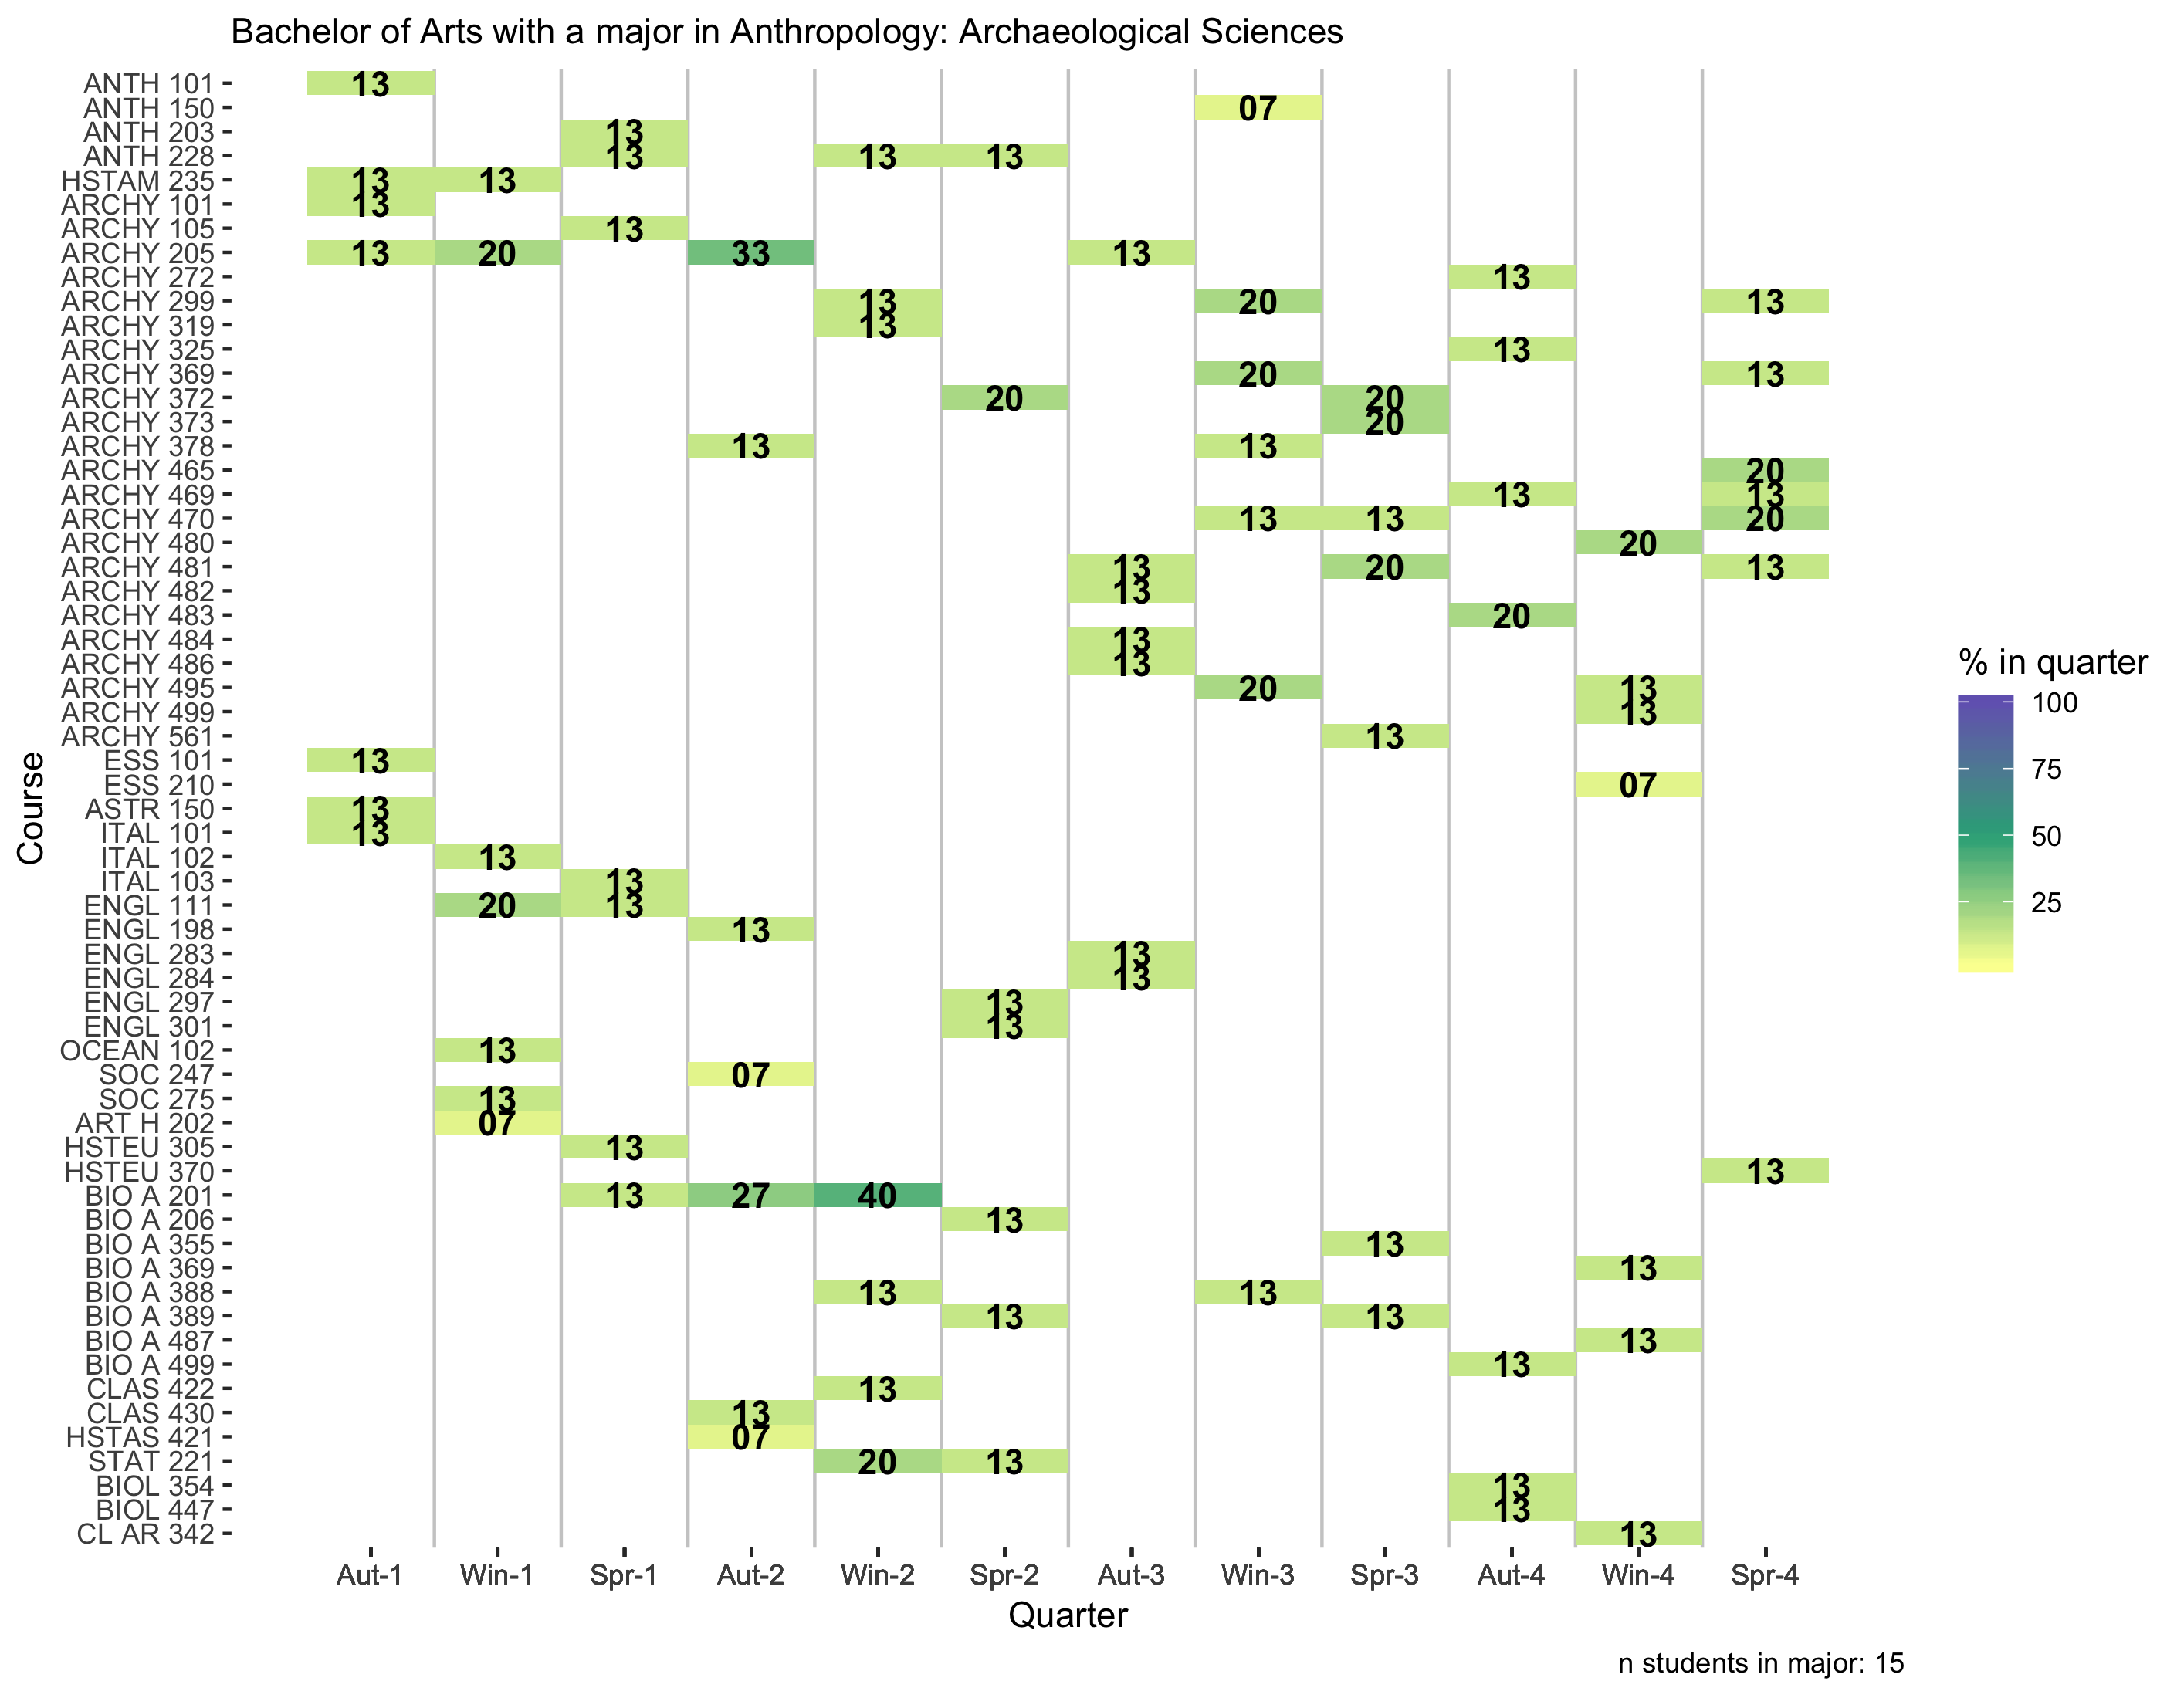 Bachelor of Arts with a major in Anthropology: Archaeological Sciences
ANTH 101 13
ANTH 150 07
ANTH 203 13
ANTH 228 13 13 13
HSTAM 235 13 13
ARCHY 101 13
ARCHY 105 13
ARCHY 205 13 20 33 13
ARCHY 272 13
ARCHY 299 13 20 13
ARCHY 319 13
ARCHY 325 13
ARCHY 369 20 13
ARCHY 372 20 20
ARCHY 373 20
ARCHY 378 13 13
ARCHY 465 20
ARCHY 469 13 13
ARCHY 470 13 13 20
ARCHY 480 20
ARCHY 481 13 20 13
ARCHY 482 13
ARCHY 483 20
ARCHY 484 13
ARCHY 486 13
ARCHY 495 20 13
ARCHY 499 13
ARCHY 561 13
ESS 101 13
ESS 210 07
ASTR 150 13
ITAL 101 13
ITAL 102 13
ITAL 103 13
ENGL 111 20 13
ENGL 198 13
ENGL 283 13
ENGL 284 13
ENGL 297 13
ENGL 301 13
OCEAN 102 13
SOC 247 07
SOC 275 13
ART H 202 07
HSTEU 305 13
HSTEU 370 13
BIO A 201 13 27 40
BIO A 206 13
BIO A 355 13
BIO A 369 13
BIO A 388 13 13
BIO A 389 13 13
BIO A 487 13
BIO A 499 13
CLAS 422 13
CLAS 430 13
HSTAS 421 07
STAT 221 20 13
BIOL 354 13
BIOL 447 13
CL AR 342 13
Course
Aut-1 Win-1 Spr-1 Aut-2 Win-2 Spr-2 Aut-3 Win-3 Spr-3 Aut-4 Win-4 Spr-4
Quarter
% in quarter
100
75
50
25
n students in major: 15